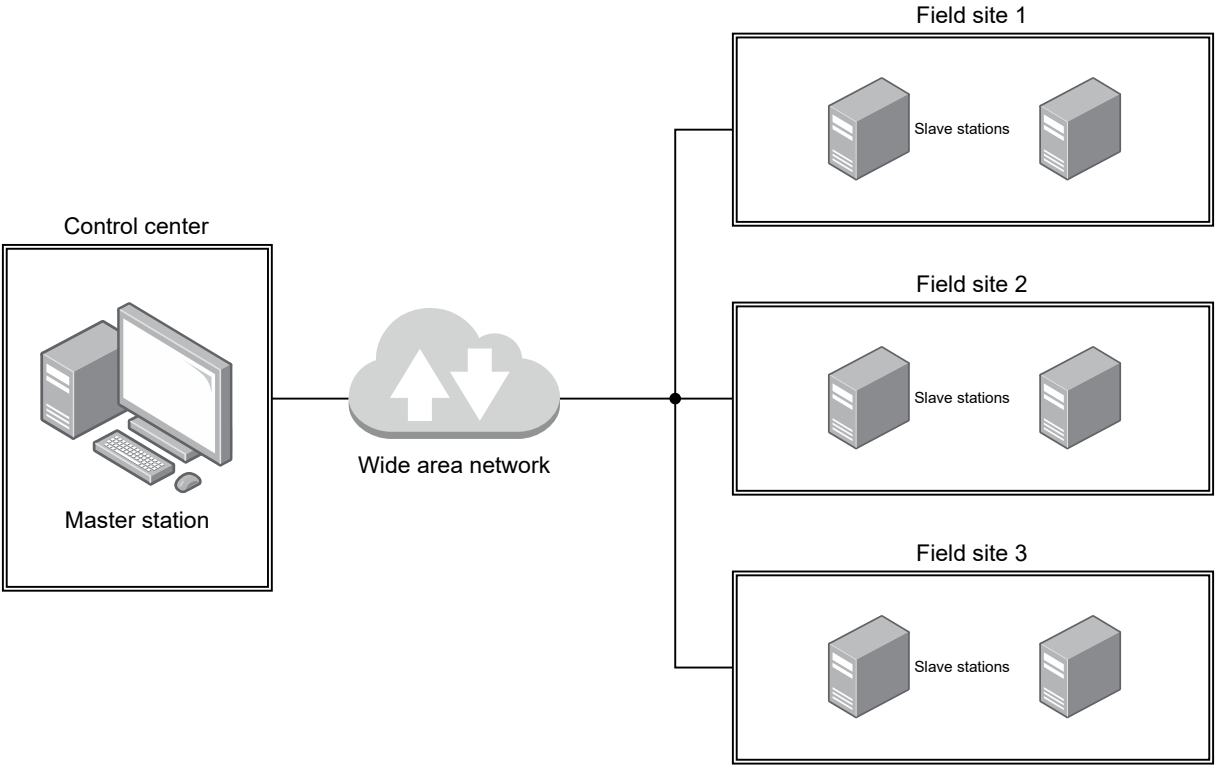 Field site 1
Slave stations
Control center
Field site 2
Slave stations
Wide area network
Master station
Field site 3
Slave stations